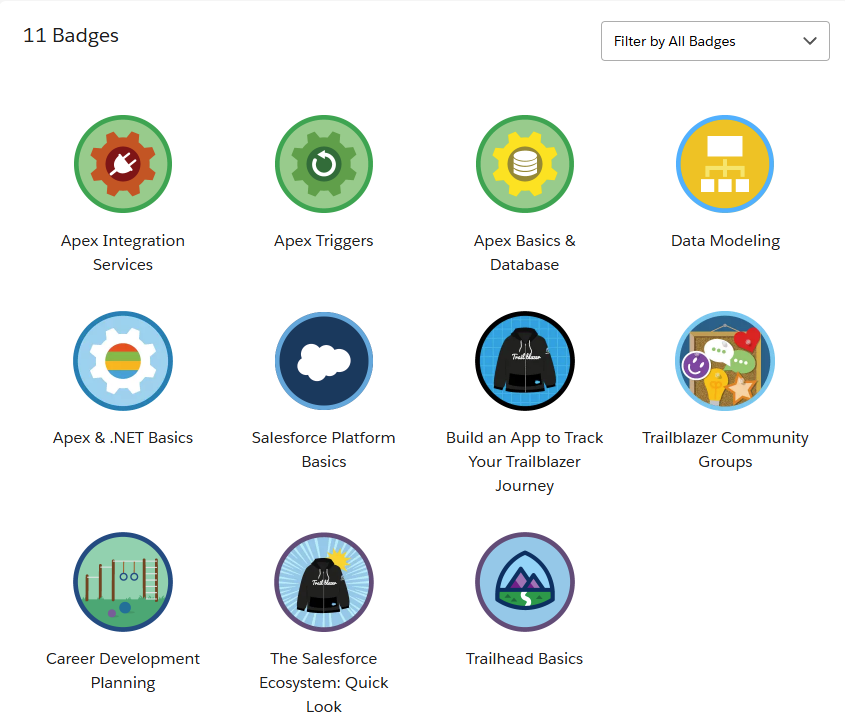 11 Badges
Filter by All Badges
Apex Integration
Services
Apex Triggers
Apex Basics &
Database
Data Modeling
Apex & .NET Basics
Salesforce Platform
Basics
Trailblazer
Build an App to Track
Your Trailblazer
Journey
Trailblazer Community
Groups
Career Development
Planning
Trailblazer
The Salesforce
Ecosystem: Quick
Look
Trailhead Basics